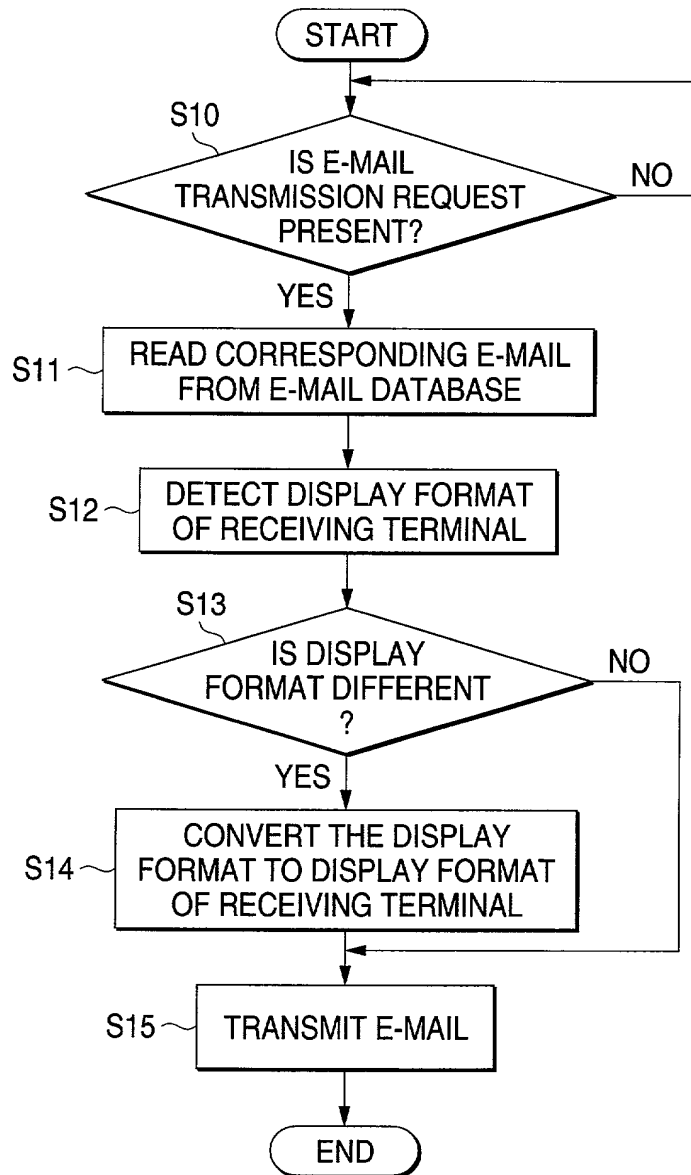 START
S10
IS E-MAIL
TRANSMISSION REQUEST
PRESENT?
NO
YES
S11
READ CORRESPONDING E-MAIL
FROM E-MAIL DATABASE
S12
DETECT DISPLAY FORMAT
OF RECEIVING TERMINAL
S13
IS DISPLAY
FORMAT DIFFERENT
?
NO
YES
S14
CONVERT THE DISPLAY
FORMAT TO DISPLAY FORMAT
OF RECEIVING TERMINAL
S15
TRANSMIT E-MAIL
END